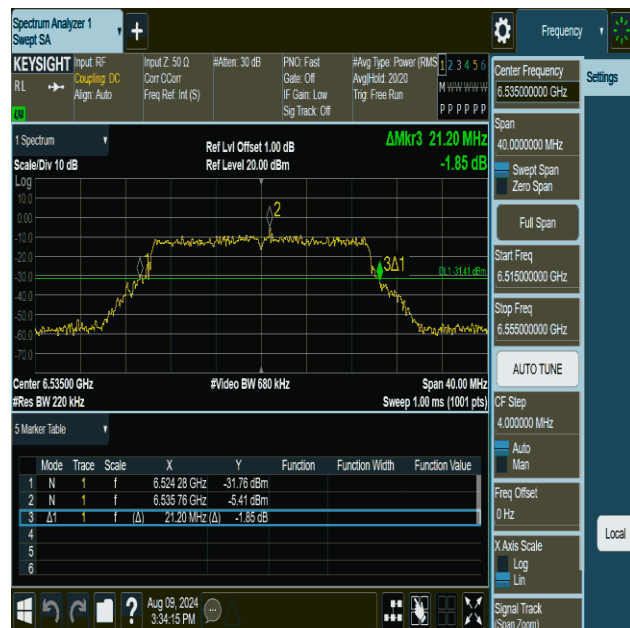 Spectrum Analyzer 1
Swept SA
+
Frequency
KEYSIGHT
RL
Input: RF
Coupling: DC
Align: Auto
Input Z: 50 Ω
Corr CCorr
Freq Ref: Int (S)
#Atten: 30 dB
PNO: Fast
Gate: Off
IF Gain: Low
Sig Track: Off
#Avg Type: Power (RMS
Avg|Hold: 20/20
Trig: Free Run
1 2 3 4 5 6
M W W W W W
P P P P P P
1 Spectrum
Scale/Div 10 dB
Ref Lvl Offset 1.00 dB
Ref Level 20.00 dBm
ΔMkr3 21.20 MHz
-1.85 dB
Log
10.0
0.00
-10.0
-20.0
-30.0
-40.0
-50.0
-60.0
-70.0
1
2
3Δ1
DL1 -31.41 dBm
Center 6.53500 GHz
#Res BW 220 kHz
#Video BW 680 kHz
Span 40.00 MHz
Sweep 1.00 ms (1001 pts)
5 Marker Table
Mode Trace Scale X Y Function Function Width Function Value
1 N 1 f 6.524 28 GHz -31.76 dBm
2 N 1 f 6.535 76 GHz -5.41 dBm
3 Δ1 1 f (Δ) 21.20 MHz (Δ) -1.85 dB
4
5
6
Aug 09, 2024
3:34:15 PM
?
Center Frequency
6.535000000 GHz
Span
40.0000000 MHz
Swept Span
Zero Span
Full Span
Start Freq
6.515000000 GHz
Stop Freq
6.555000000 GHz
AUTO TUNE
CF Step
4.000000 MHz
Auto
Man
Freq Offset
0 Hz
X Axis Scale
Log
Lin
Signal Track
(Span Zoom)
Settings
Local